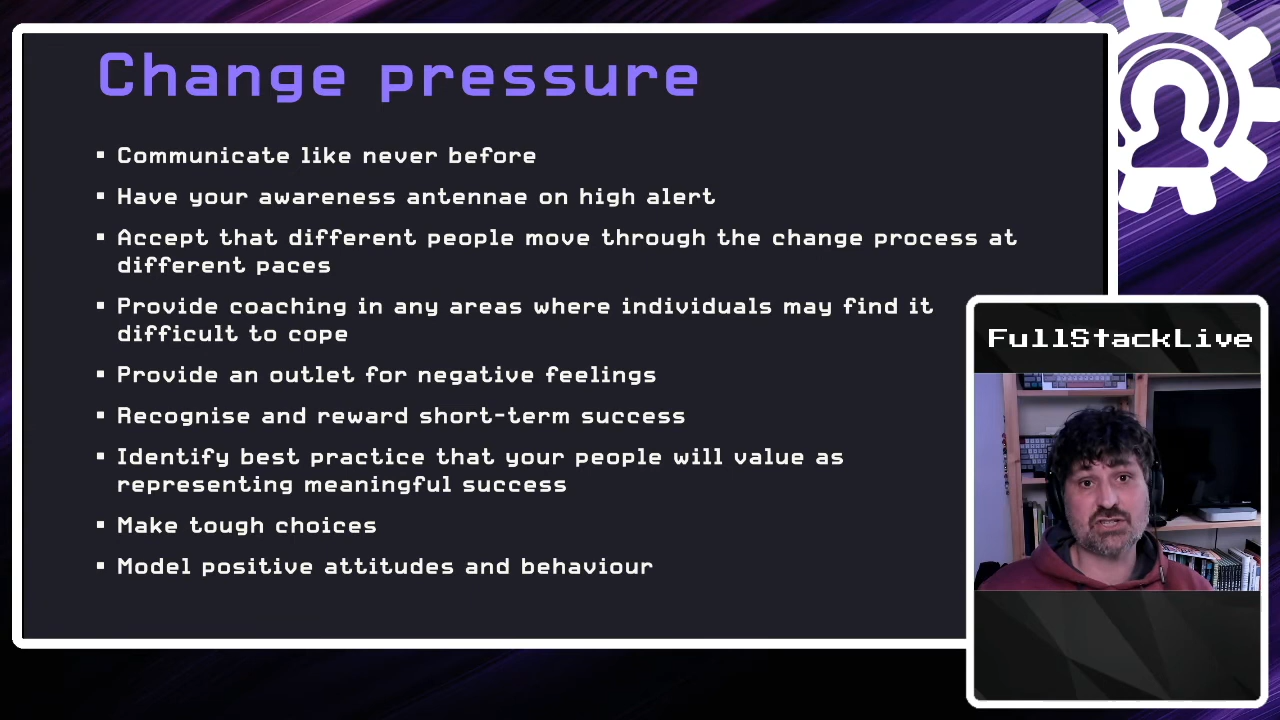 Change pressure
Communicate like never before
Have your awareness antennae on high alert
Accept that different people move through the change process at
different paces
Provide coaching in any areas where individuals may find it
difficult to cope
Provide an outlet for negative feelings
Recognise and reward short-term success
Identify best practice that your people will value as
representing meaningful success
Make tough choices
Model positive attitudes and behaviour
FullStackLive